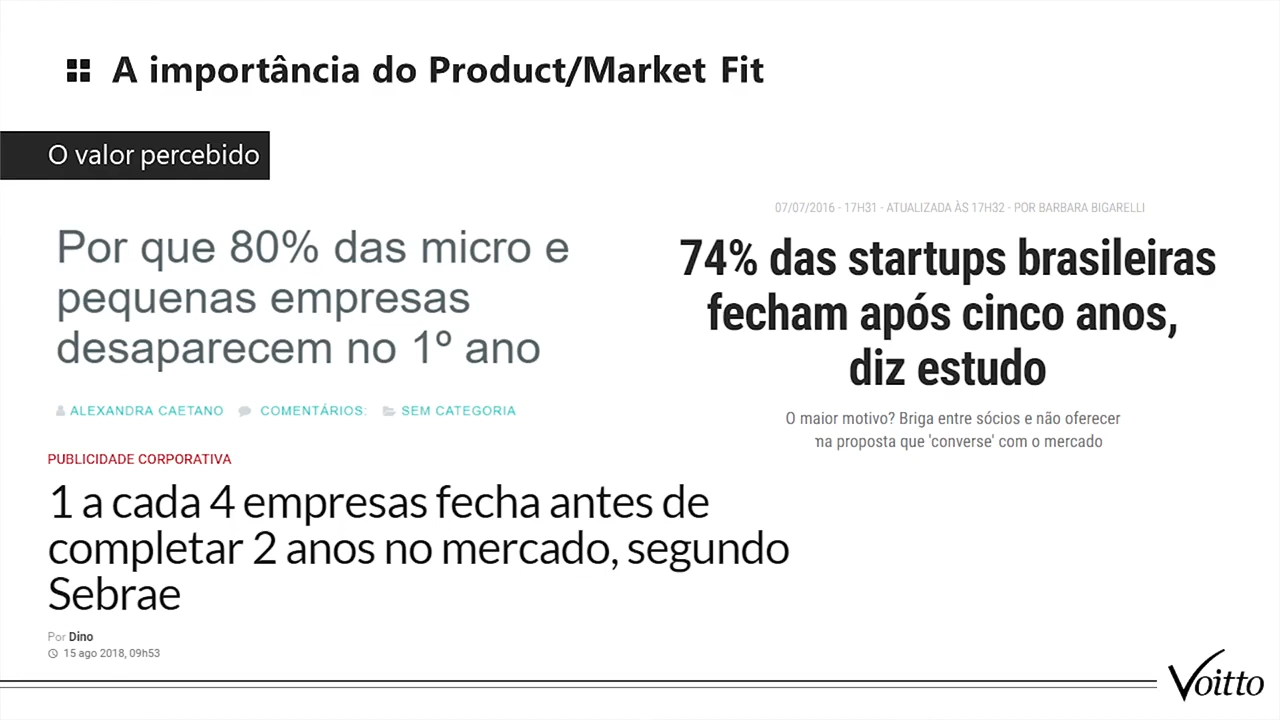 A importância do Product/Market Fit
O valor percebido
Por que 80% das micro e
pequenas empresas
desaparecem no 1º ano
ALEXANDRA CAETANO COMENTÁRIOS: SEM CATEGORIA
07/07/2016 - 17H31 - ATUALIZADA ÀS 17H32 - POR BARBARA BIGARELLI
74% das startups brasileiras
fecham após cinco anos,
diz estudo
O maior motivo? Briga entre sócios e não oferecer
na proposta que 'converse' com o mercado
PUBLICIDADE CORPORATIVA
1 a cada 4 empresas fecha antes de
completar 2 anos no mercado, segundo
Sebrae
Por Dino
15 ago 2018, 09h53
Voitto